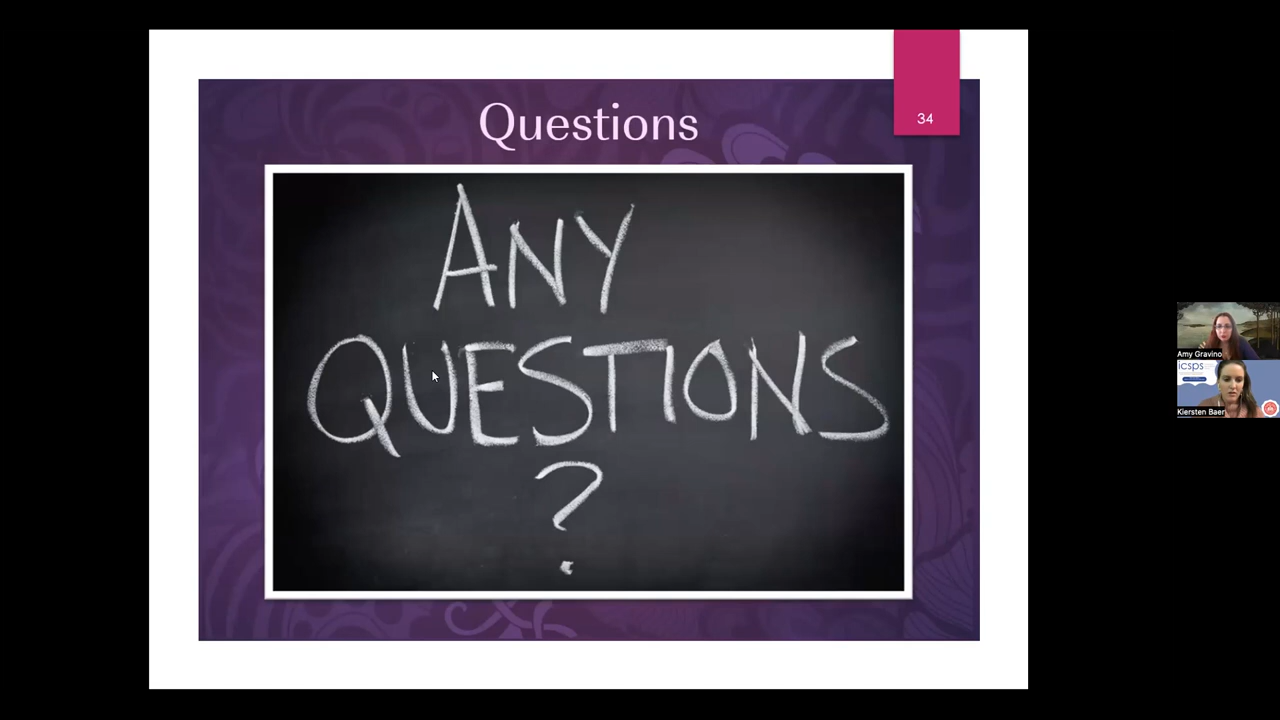 Questions
34
ANY
QUESTIONS
?
Amy Gravino
icsps
Kiersten Baer